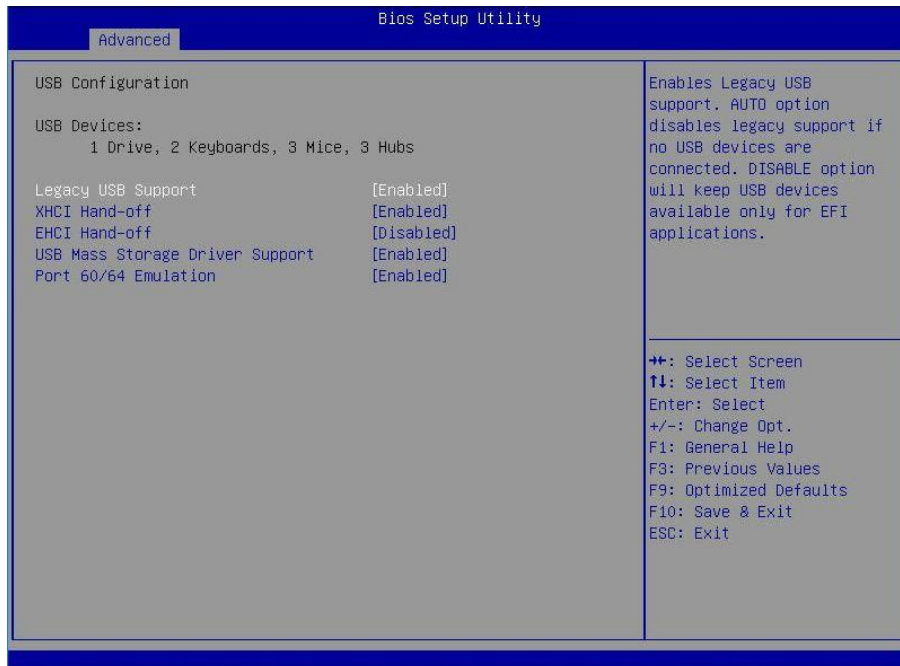 Bios Setup Utility
Advanced
USB Configuration
USB Devices:
1 Drive, 2 Keyboards, 3 Mice, 3 Hubs
Legacy USB Support [Enabled]
XHCI Hand-off [Enabled]
EHCI Hand-off [Disabled]
USB Mass Storage Driver Support [Enabled]
Port 60/64 Emulation [Enabled]
Enables Legacy USB
support. AUTO option
disables legacy support if
no USB devices are
connected. DISABLE option
will keep USB devices
available only for EFI
applications.
→←: Select Screen
↑↓: Select Item
Enter: Select
+/-: Change Opt.
F1: General Help
F3: Previous Values
F9: Optimized Defaults
F10: Save & Exit
ESC: Exit